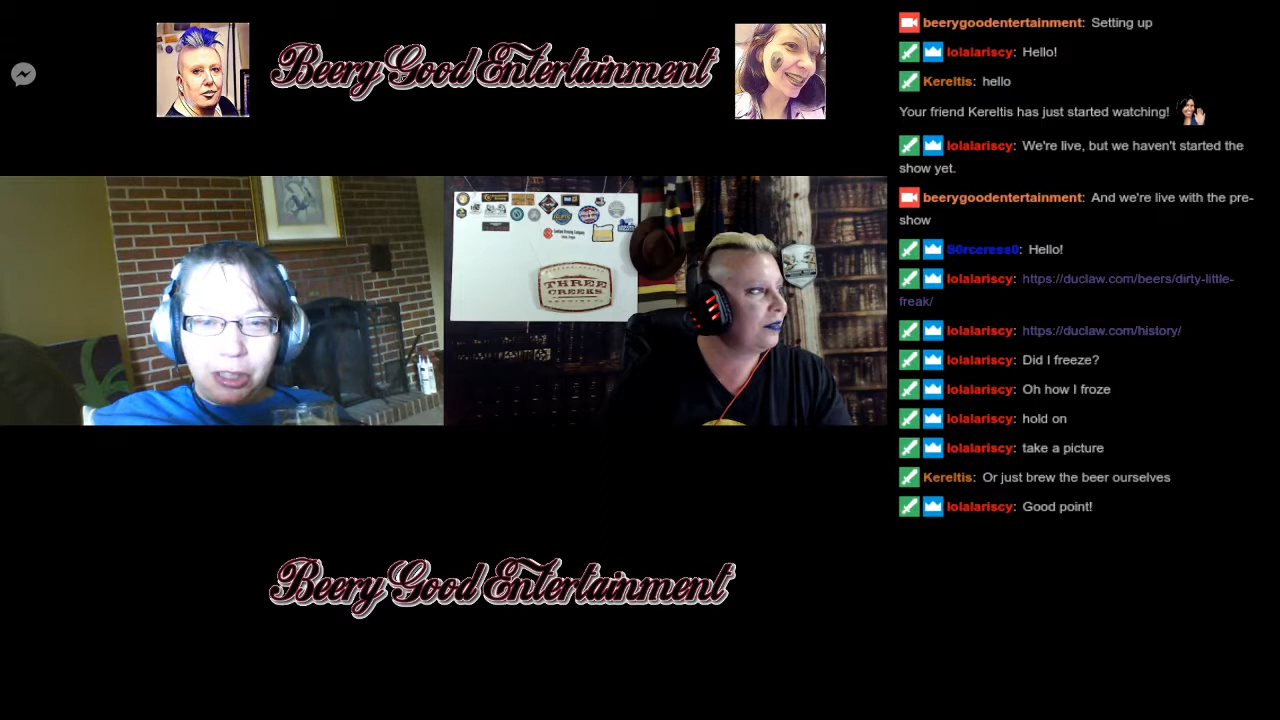 Beery Good Entertainment
beerygoodentertainment: Setting up
lolalariscy: Hello!
Kereltis: hello
Your friend Kereltis has just started watching!
lolalariscy: We're live, but we haven't started the
show yet.
beerygoodentertainment: And we're live with the pre-
show
S0rceress0: Hello!
lolalariscy: https://duclaw.com/beers/dirty-little-
freak/
lolalariscy: https://duclaw.com/history/
lolalariscy: Did I freeze?
lolalariscy: Oh how I froze
lolalariscy: hold on
lolalariscy: take a picture
Kereltis: Or just brew the beer ourselves
lolalariscy: Good point!
THREE
CREEKS
Beery Good Entertainment